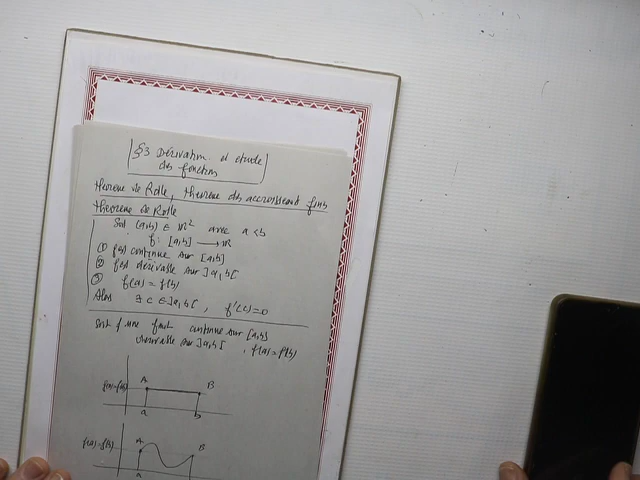 §3 Dérivation et étude
des fonctions
Théorème de Rolle, théorème des accroissements finis
Théorème de Rolle
Soit (a,b) ∈ ℝ² avec a < b
f: [a,b] → ℝ
① f est continue sur [a,b]
② f est dérivable sur ]a,b[
③ f(a) = f(b)
Alors ∃ c ∈ ]a,b[, f'(c) = 0
Soit f une fonct continue sur [a,b]
dérivable sur ]a,b[, f(a) = f(b)
f(a)=f(b) A B
a b
f(a)=f(b) A B
a